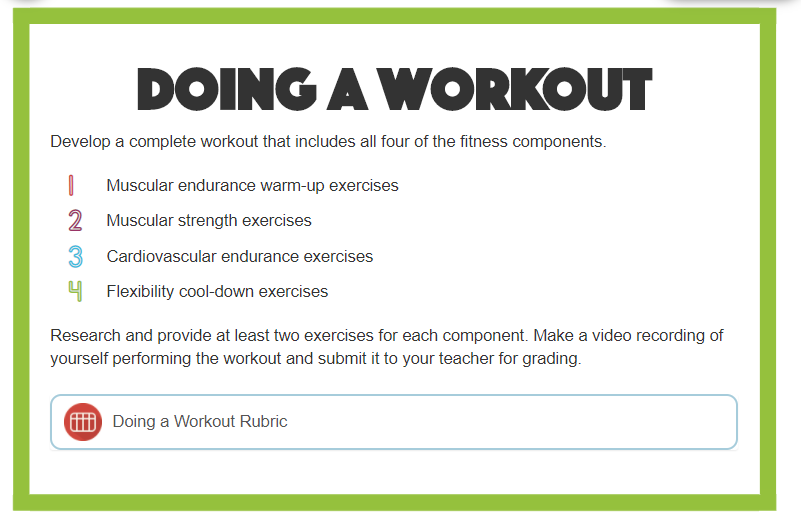 DOING A WORKOUT
Develop a complete workout that includes all four of the fitness components.
1 Muscular endurance warm-up exercises
2 Muscular strength exercises
3 Cardiovascular endurance exercises
4 Flexibility cool-down exercises
Research and provide at least two exercises for each component. Make a video recording of
yourself performing the workout and submit it to your teacher for grading.
Doing a Workout Rubric